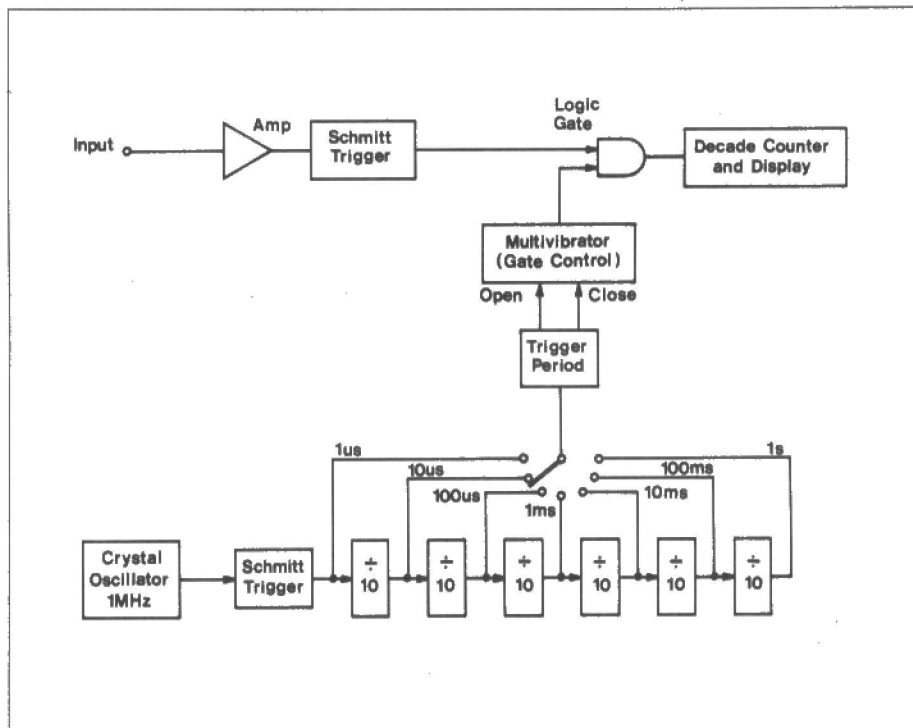 Logic
Gate
Input
Amp
Schmitt
Trigger
Decade Counter
and Display
Multivibrator
(Gate Control)
Open
Close
Trigger
Period
1us
1s
10us
100ms
100us
10ms
1ms
Crystal
Oscillator
1MHz
Schmitt
Trigger
÷
10
÷
10
÷
10
÷
10
÷
10
÷
10